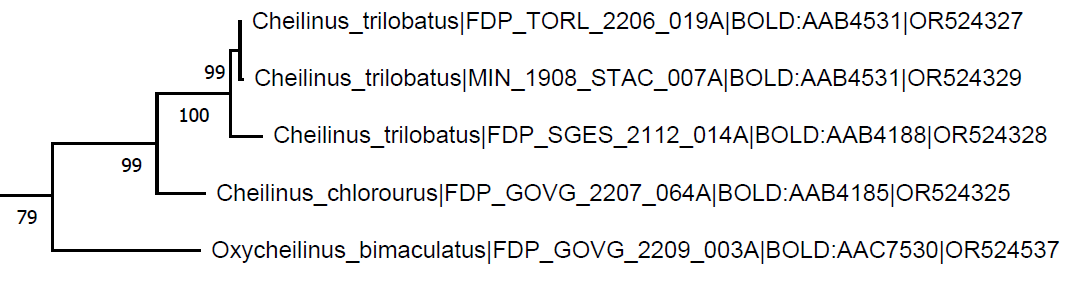 Cheilinus_trilobatus|FDP_TORL_2206_019A|BOLD:AAB4531|OR524327
99
Cheilinus_trilobatus|MIN_1908_STAC_007A|BOLD:AAB4531|OR524329
100
Cheilinus_trilobatus|FDP_SGES_2112_014A|BOLD:AAB4188|OR524328
99
Cheilinus_chlorourus|FDP_GOVG_2207_064A|BOLD:AAB4185|OR524325
79
Oxycheilinus_bimaculatus|FDP_GOVG_2209_003A|BOLD:AAC7530|OR524537